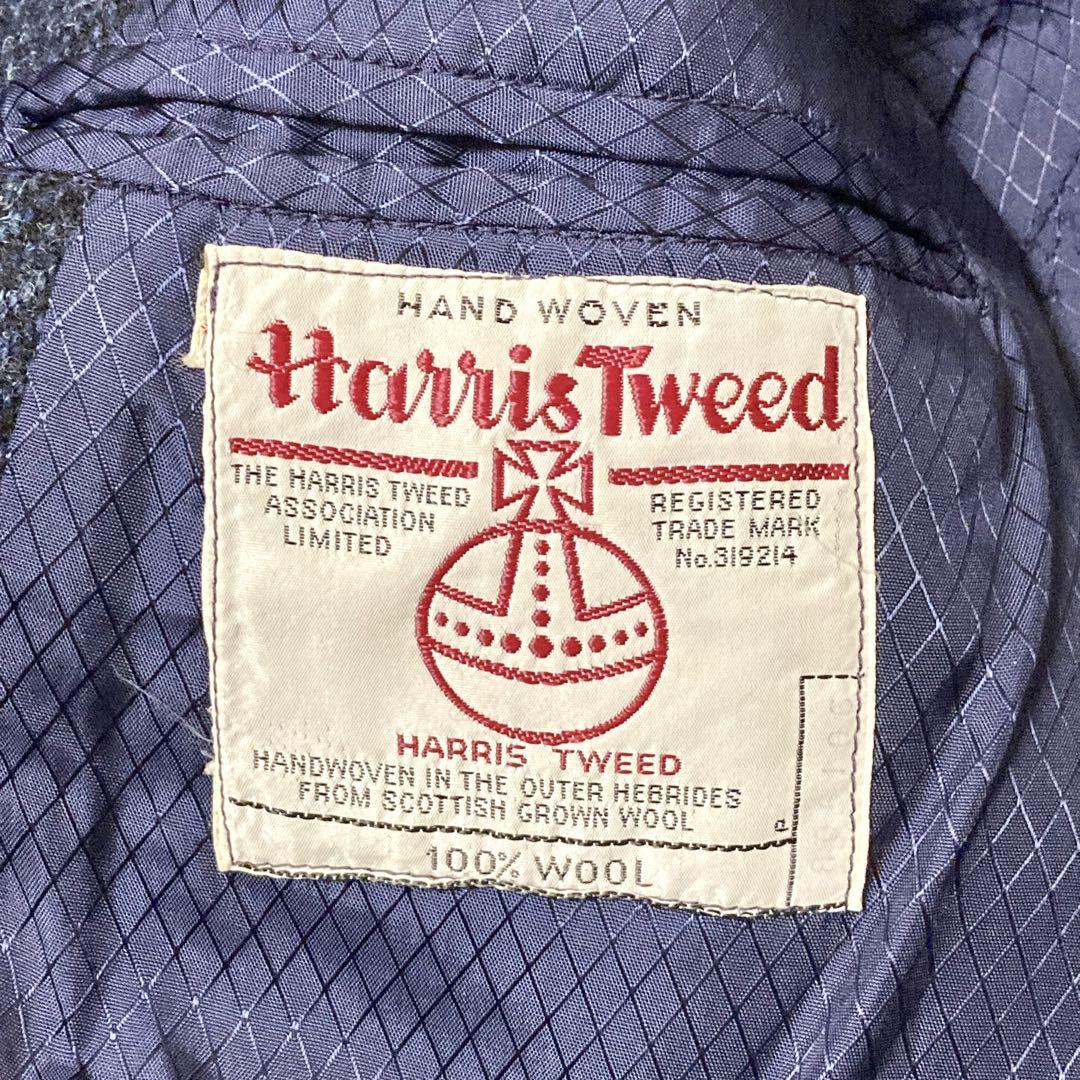 HAND WOVEN
Harris Tweed
THE HARRIS TWEED
ASSOCIATION
LIMITED
REGISTERED
TRADE MARK
No.319214
HARRIS TWEED
HANDWOVEN IN THE OUTER HEBRIDES
FROM SCOTTISH GROWN WOOL
100% WOOL